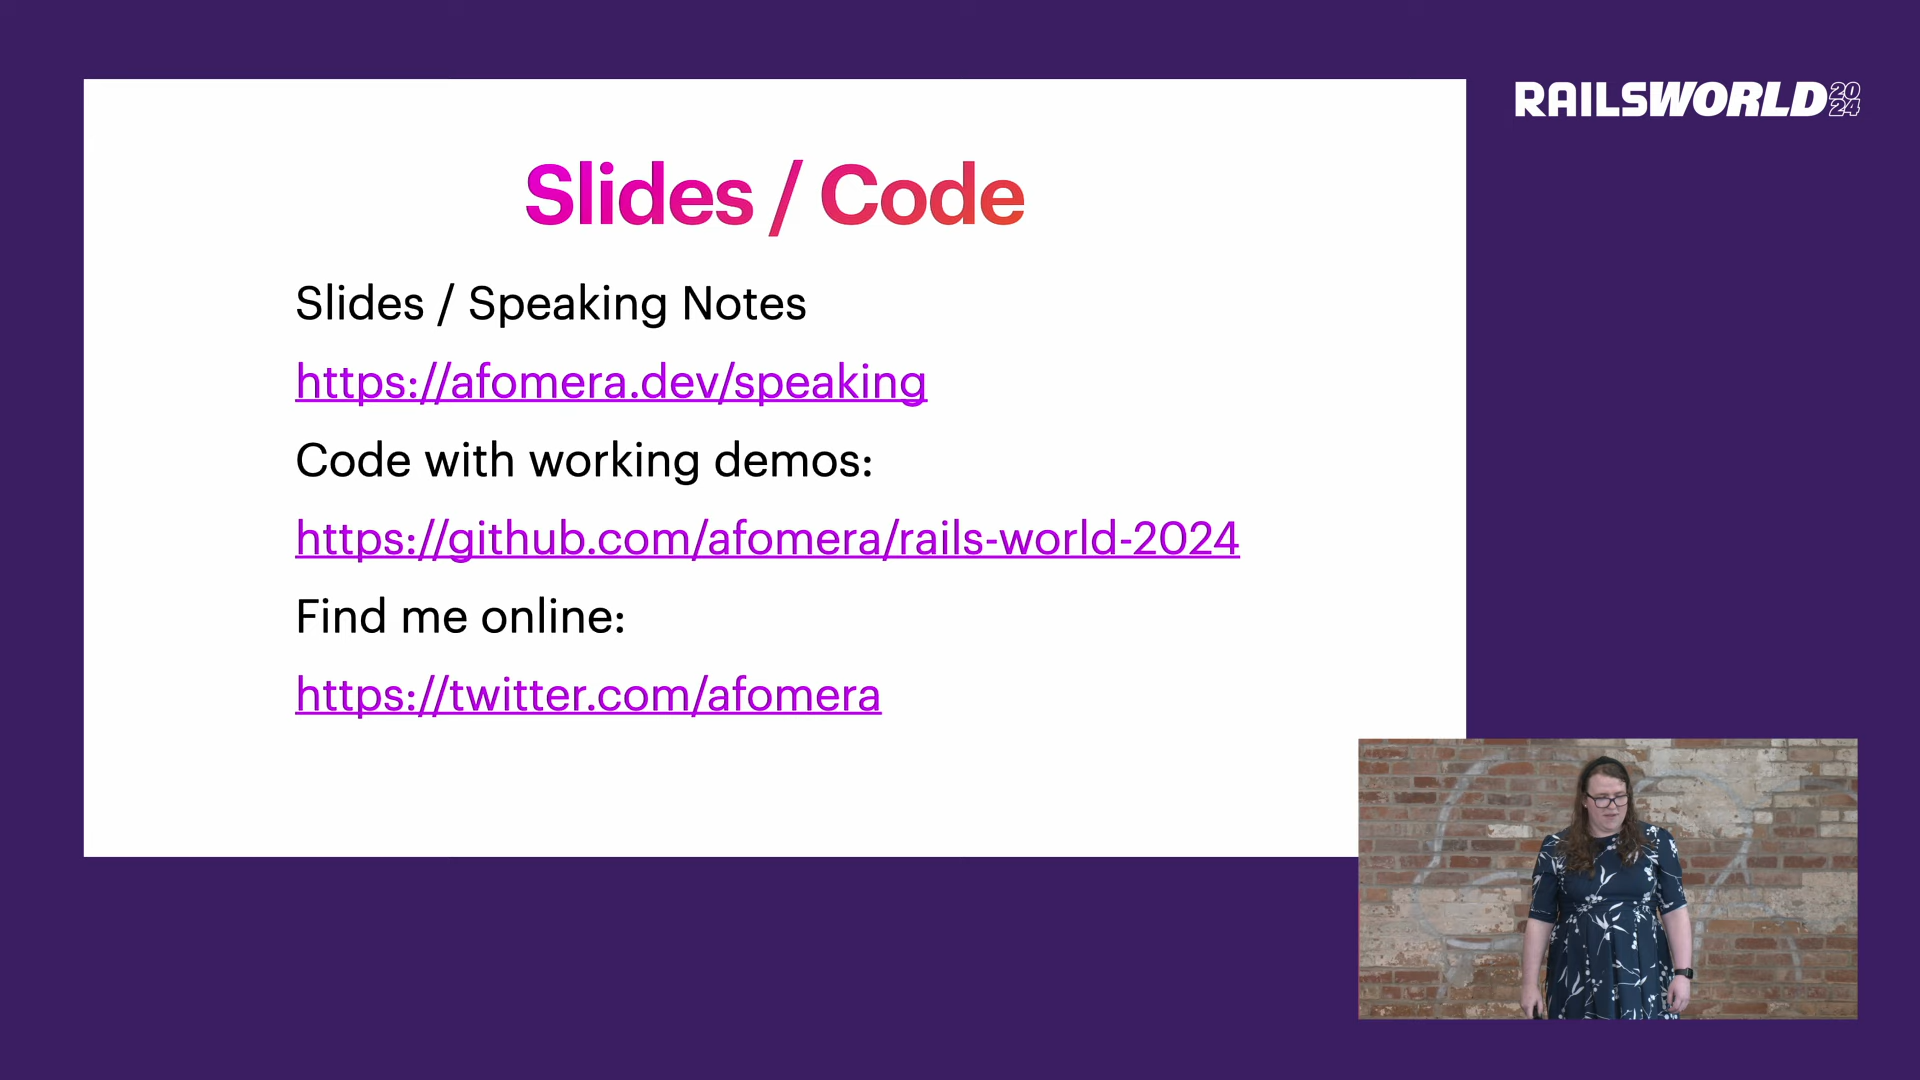 RAILSWORLD 2024
Slides / Code
Slides / Speaking Notes
https://afomera.dev/speaking
Code with working demos:
https://github.com/afomera/rails-world-2024
Find me online:
https://twitter.com/afomera